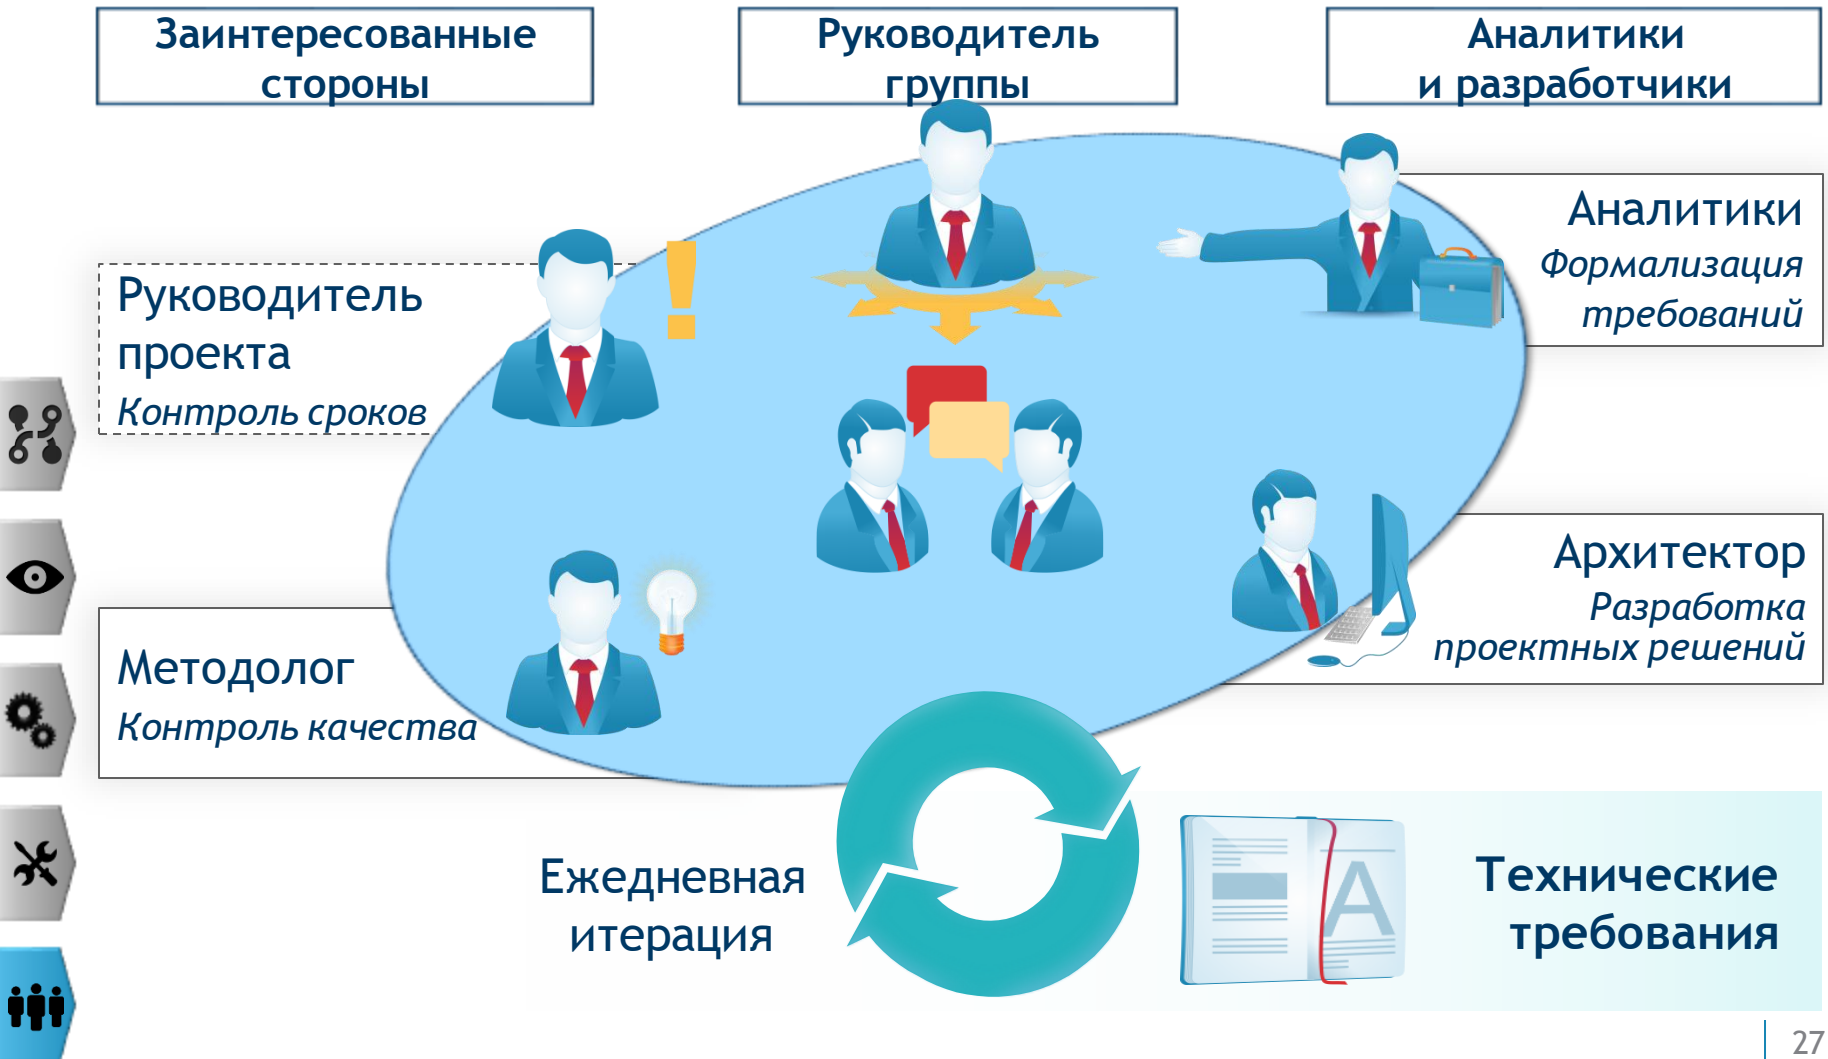 Заинтересованные
стороны
Руководитель
группы
Аналитики
и разработчики
Руководитель
проекта
Контроль сроков
Аналитики
Формализация
требований
Методолог
Контроль качества
Архитектор
Разработка
проектных решений
Ежедневная
итерация
A
Технические
требования
27